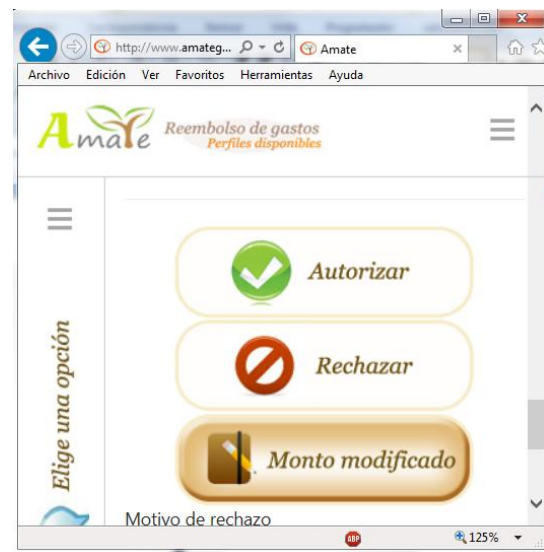 http://www.amateg...
Amate
Archivo Edición Ver Favoritos Herramientas Ayuda
Amate
Reembolso de gastos
Perfiles disponibles
Elige una opción
Autorizar
Rechazar
Monto modificado
Motivo de rechazo
ABP
125%